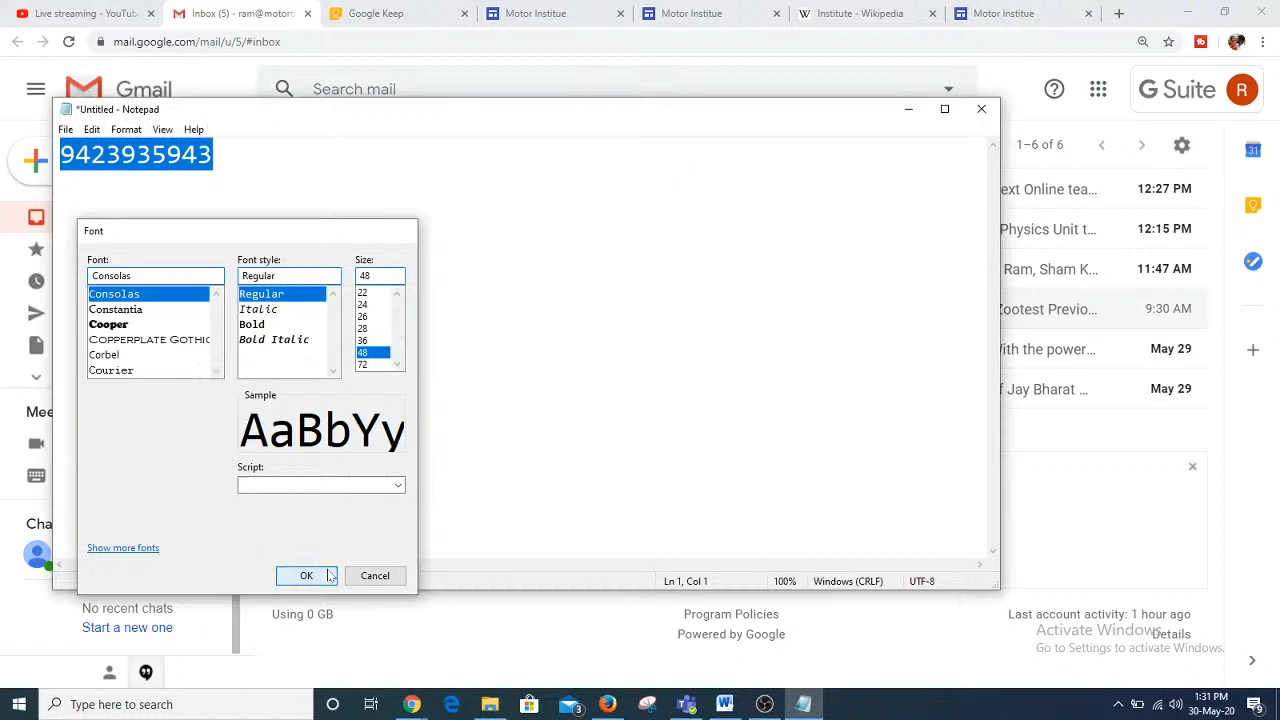 Live streaming - YouTube
Inbox (5) - ram@motort
Google Keep
Motor Institue
Motor Institue
Institute - Wikipedia
Motor Institue
mail.google.com/mail/u/5/#inbox
Gmail
Search mail
G Suite
R
*Untitled - Notepad
File Edit Format View Help
9423935943
1–6 of 6
31
ext Online tea... 12:27 PM
Physics Unit t... 12:15 PM
Ram, Sham K... 11:47 AM
Zootest Previo... 9:30 AM
With the power... May 29
f Jay Bharat ... May 29
Font
Font: Font style: Size:
Consolas Regular 48
Consolas Regular 22
Constantia Italic 24
Cooper Bold 26
Copperplate Gothic Bold Italic 28
Corbel 36
Courier 48
72
Sample
AaBbYy
Script:
Show more fonts
OK Cancel
Mee
Cha
Ln 1, Col 1 100% Windows (CRLF) UTF-8
No recent chats
Start a new one
Using 0 GB
Program Policies
Powered by Google
Last account activity: 1 hour ago
Details
Activate Windows
Go to Settings to activate Windows.
Type here to search
3
1:31 PM
30-May-20
9